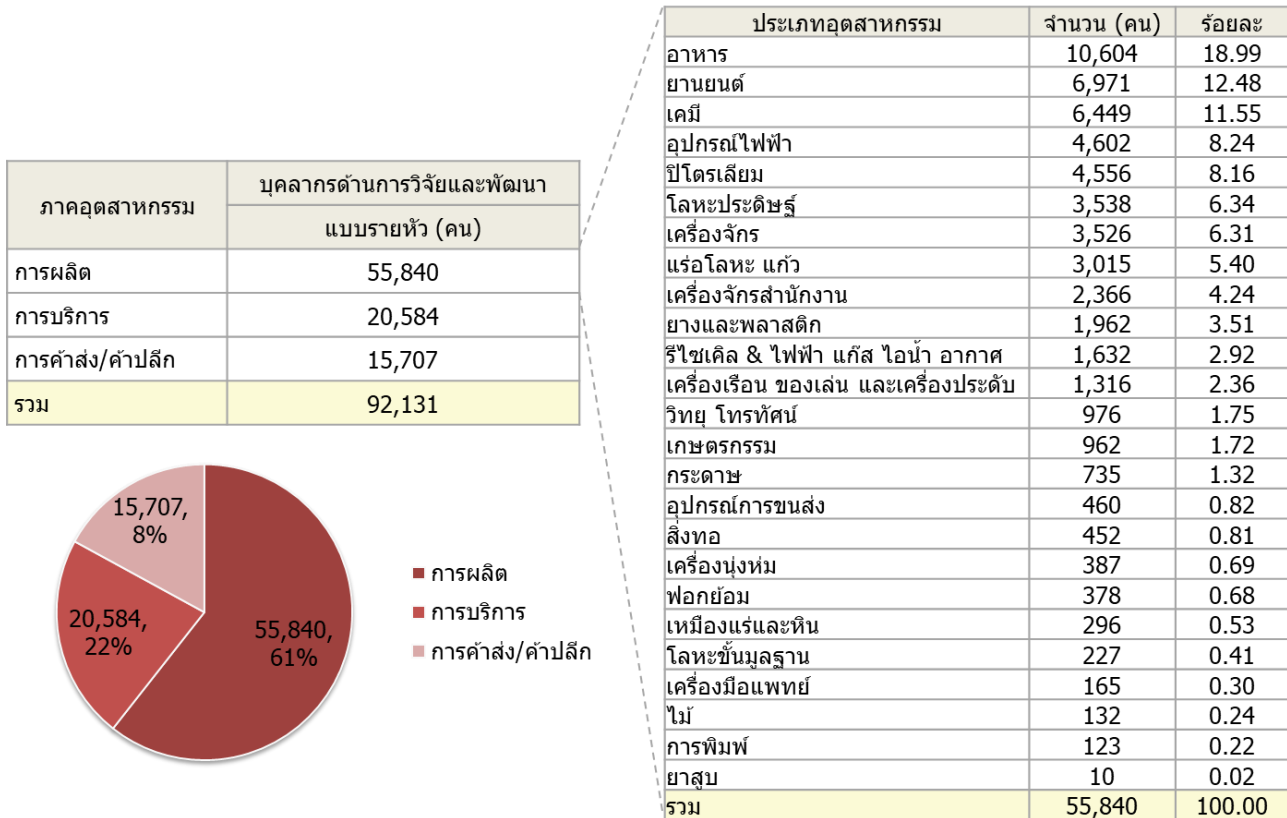 ภาคอุตสาหกรรม
บุคลากรด้านการวิจัยและพัฒนา
แบบรายหัว (คน)
การผลิต 55,840
การบริการ 20,584
การค้าส่ง/ค้าปลีก 15,707
รวม 92,131
15,707,
8%
20,584,
22%
55,840,
61%
การผลิต
การบริการ
การค้าส่ง/ค้าปลีก
ประเภทอุตสาหกรรม จำนวน (คน) ร้อยละ
อาหาร 10,604 18.99
ยานยนต์ 6,971 12.48
เคมี 6,449 11.55
อุปกรณ์ไฟฟ้า 4,602 8.24
ปิโตรเลียม 4,556 8.16
โลหะประดิษฐ์ 3,538 6.34
เครื่องจักร 3,526 6.31
แร่อโลหะ แก้ว 3,015 5.40
เครื่องจักรสำนักงาน 2,366 4.24
ยางและพลาสติก 1,962 3.51
รีไซเคิล & ไฟฟ้า แก๊ส ไอน้ำ อากาศ 1,632 2.92
เครื่องเรือน ของเล่น และเครื่องประดับ 1,316 2.36
วิทยุ โทรทัศน์ 976 1.75
เกษตรกรรม 962 1.72
กระดาษ 735 1.32
อุปกรณ์การขนส่ง 460 0.82
สิ่งทอ 452 0.81
เครื่องนุ่งห่ม 387 0.69
ฟอกย้อม 378 0.68
เหมืองแร่และหิน 296 0.53
โลหะขั้นมูลฐาน 227 0.41
เครื่องมือแพทย์ 165 0.30
ไม้ 132 0.24
การพิมพ์ 123 0.22
ยาสูบ 10 0.02
รวม 55,840 100.00